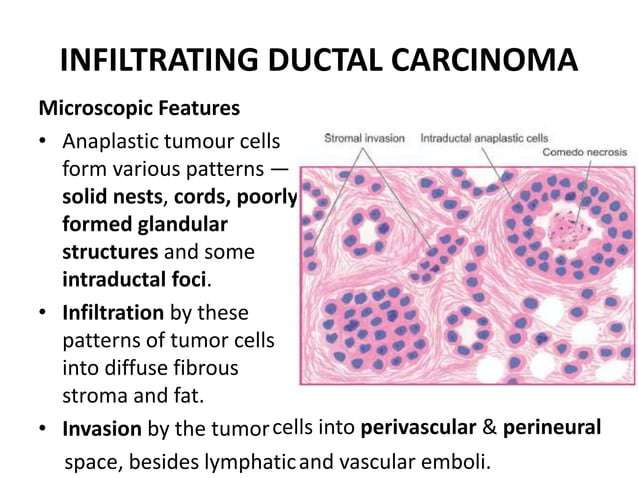 INFILTRATING DUCTAL CARCINOMA
Microscopic Features
• Anaplastic tumour cells
form various patterns —
solid nests, cords, poorly
formed glandular
structures and some
intraductal foci.
• Infiltration by these
patterns of tumor cells
into diffuse fibrous
stroma and fat.
• Invasion by the tumor cells into perivascular & perineural
space, besides lymphatic and vascular emboli.
Stromal invasion
Intraductal anaplastic cells
Comedo necrosis